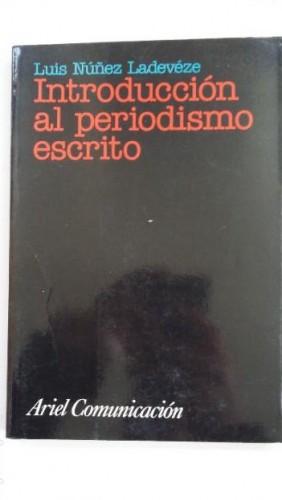 Luis Núñez Ladevéze
Introducción
al periodismo
escrito
Ariel Comunicación